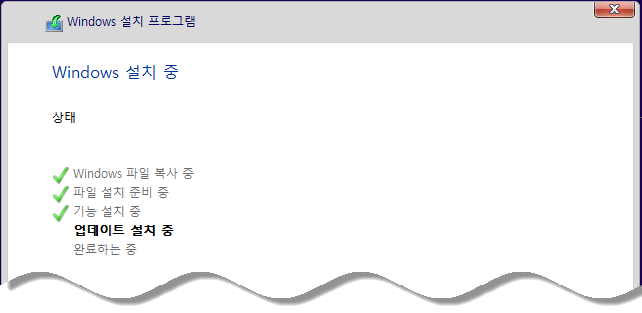 Windows 설치 프로그램
Windows 설치 중
상태
Windows 파일 복사 중
파일 설치 준비 중
기능 설치 중
업데이트 설치 중
완료하는 중